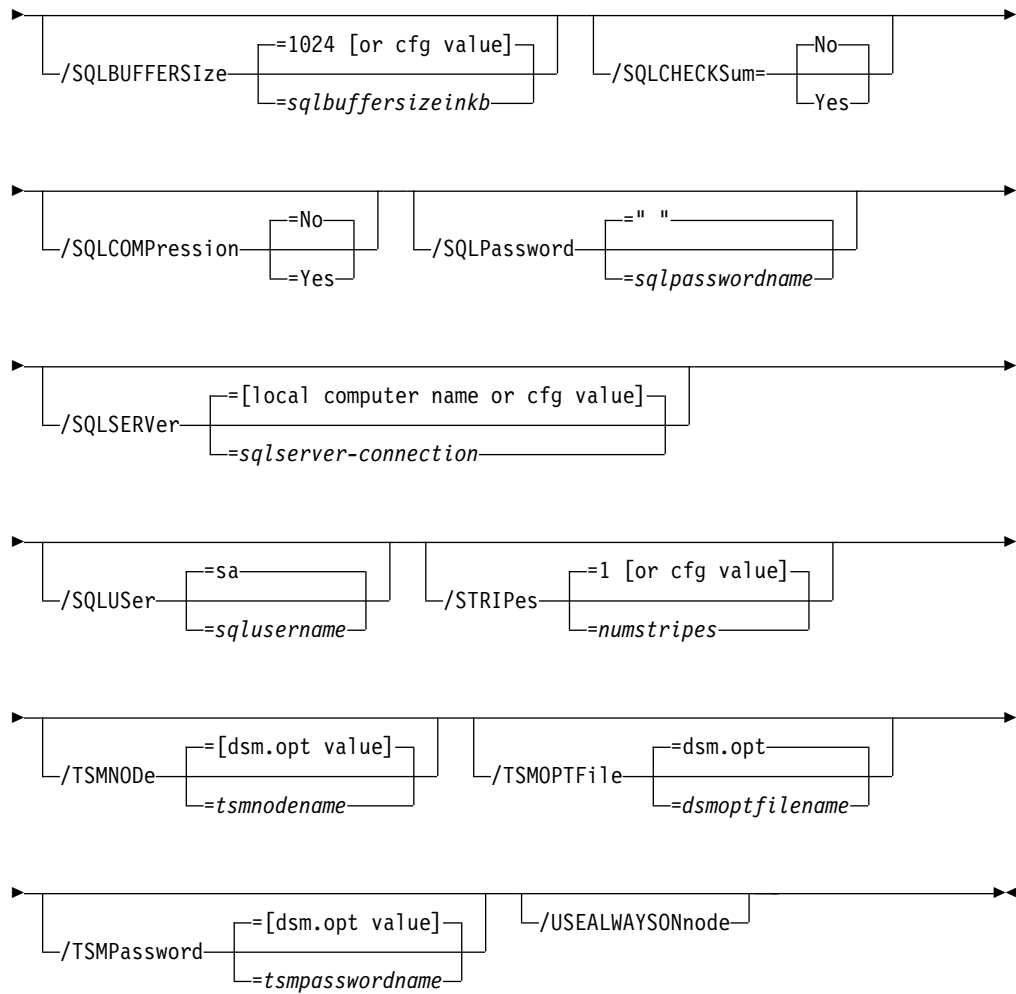 =1024 [or cfg value] No
/SQLBUFFERSIze /SQLCHECKSum=
=sqlbuffersizeinkb Yes
=No =" "
/SQLCOMPression /SQLPassword
=Yes =sqlpasswordname
=[local computer name or cfg value]
/SQLSERVer
=sqlserver-connection
=sa =1 [or cfg value]
/SQLUSer /STRIPes
=sqlusername =numstripes
=[dsm.opt value] =dsm.opt
/TSMNODe /TSMOPTFile
=tsmnodename =dsmoptfilename
=[dsm.opt value] /USEALWAYSONnode
/TSMPassword
=tsmpasswordname